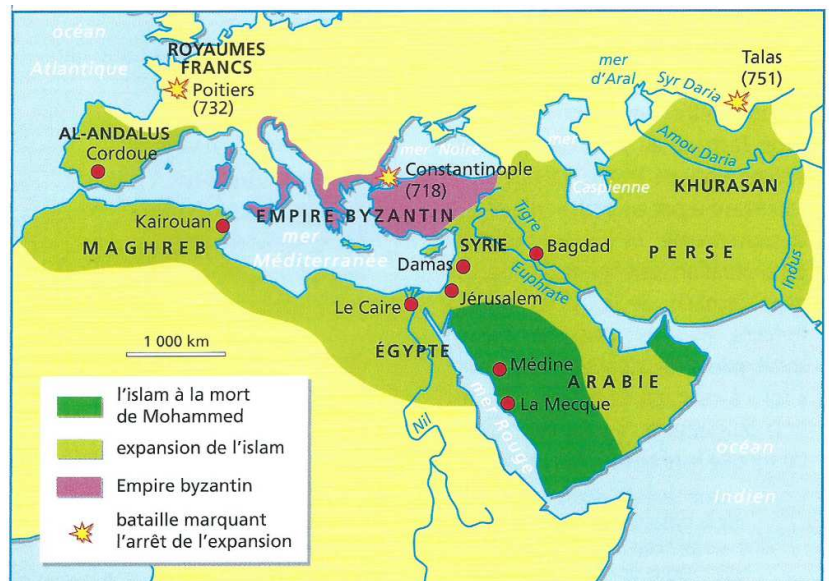 océan
Atlantique
ROYAUMES
FRANCS
Poitiers
(732)
mer
d'Aral
Syr Daria
Talas
(751)
AL-ANDALUS
Cordoue
mer Noire
Constantinople
(718)
mer
Caspienne
Amou Daria
KHURASAN
Kairouan
MAGHREB
EMPIRE BYZANTIN
mer
Méditerranée
SYRIE
Damas
Tigre
Bagdad
Euphrate
PERSE
Indus
Le Caire
Jérusalem
1 000 km
ÉGYPTE
Médine
ARABIE
La Mecque
mer Rouge
Nil
océan
Indien
l'islam à la mort
de Mohammed
expansion de l'islam
Empire byzantin
bataille marquant
l'arrêt de l'expansion